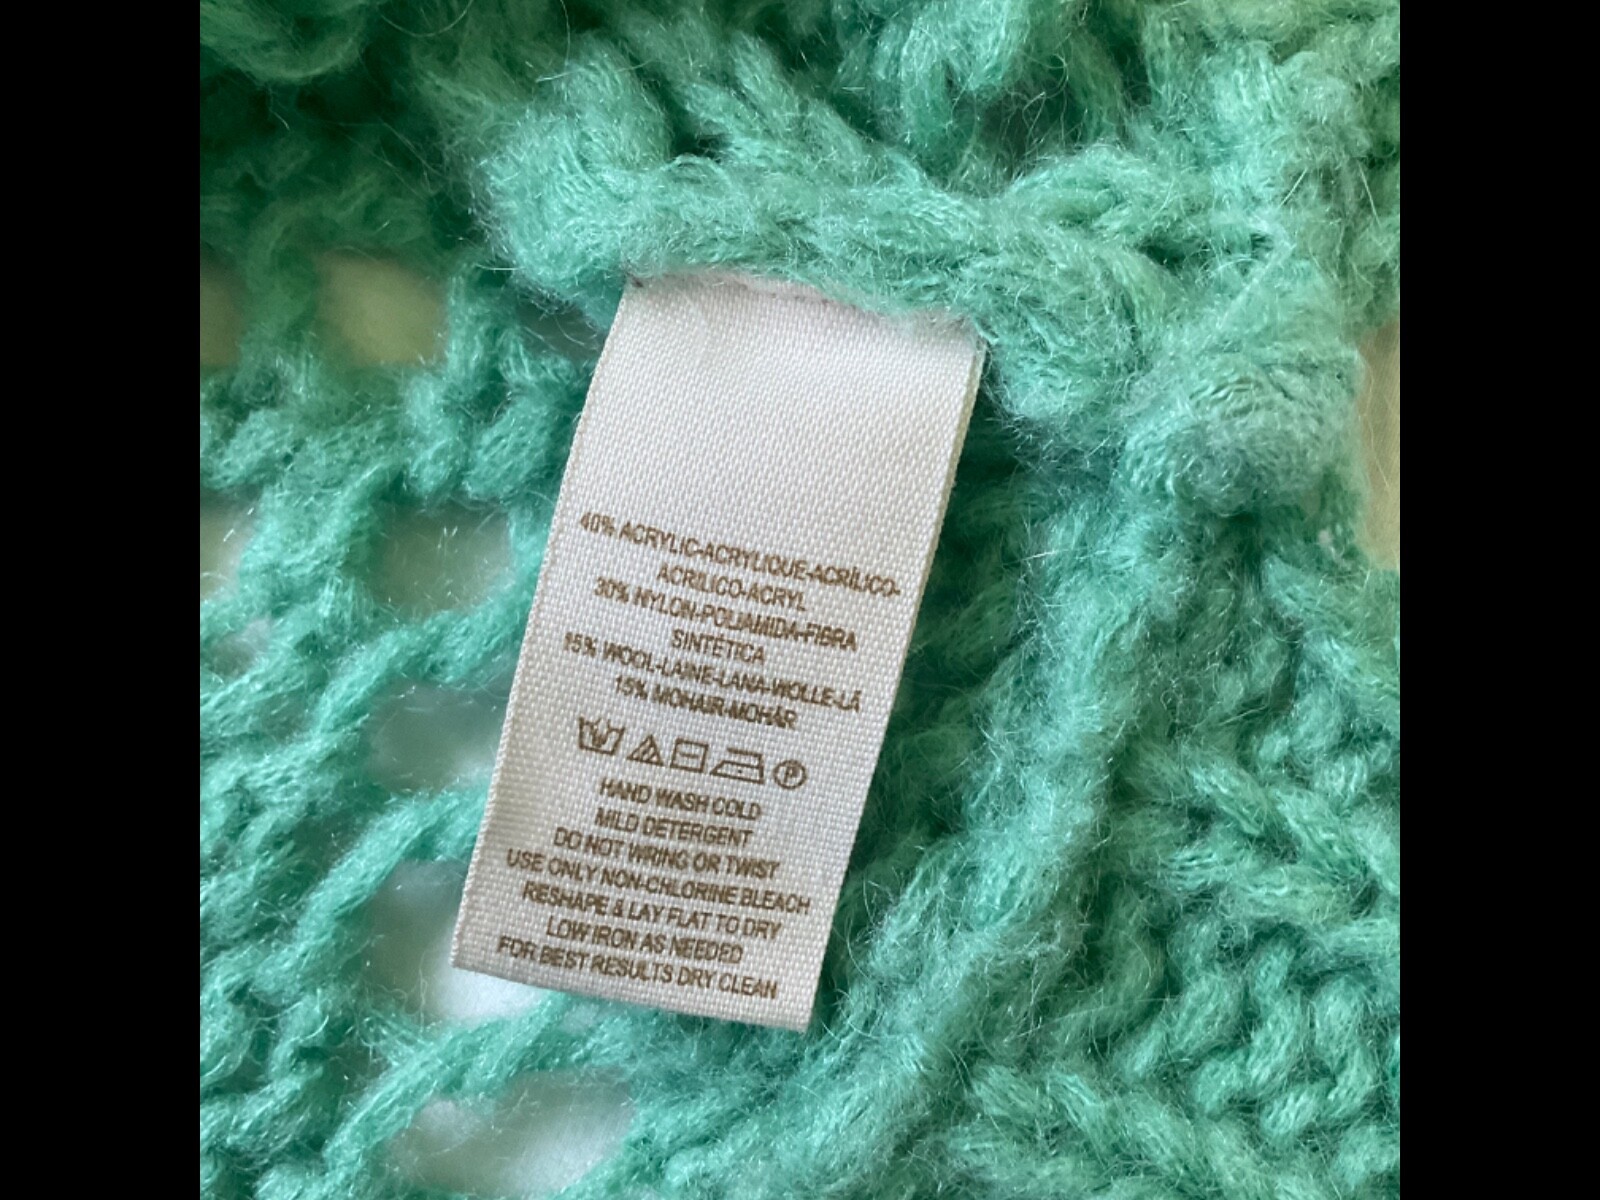 40% ACRYLIC-ACRYLIQUE-ACRÍLICO-
ACRILICO-ACRYL
30% NYLON-POLIAMIDA-FIBRA
SINTETICA
15% WOOL-LAINE-LANA-WOLLE-LÃ
15% MOHAIR-MOHAR
P
HAND WASH COLD
MILD DETERGENT
DO NOT WRING OR TWIST
USE ONLY NON-CHLORINE BLEACH
RESHAPE & LAY FLAT TO DRY
LOW IRON AS NEEDED
FOR BEST RESULTS DRY CLEAN